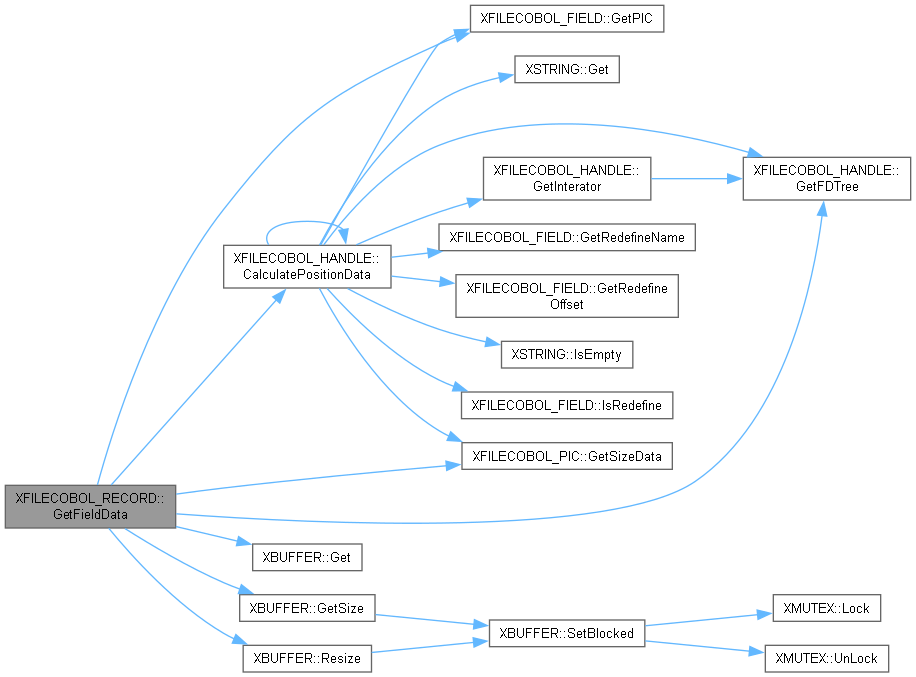 XFILECOBOL_FIELD::GetPIC
XSTRING::Get
XFILECOBOL_HANDLE::
GetInterator
XFILECOBOL_HANDLE::
GetFDTree
XFILECOBOL_FIELD::GetRedefineName
XFILECOBOL_HANDLE::
CalculatePositionData
XFILECOBOL_FIELD::GetRedefine
Offset
XSTRING::IsEmpty
XFILECOBOL_FIELD::IsRedefine
XFILECOBOL_PIC::GetSizeData
XFILECOBOL_RECORD::
GetFieldData
XBUFFER::Get
XBUFFER::GetSize
XMUTEX::Lock
XBUFFER::SetBlocked
XBUFFER::Resize
XMUTEX::UnLock